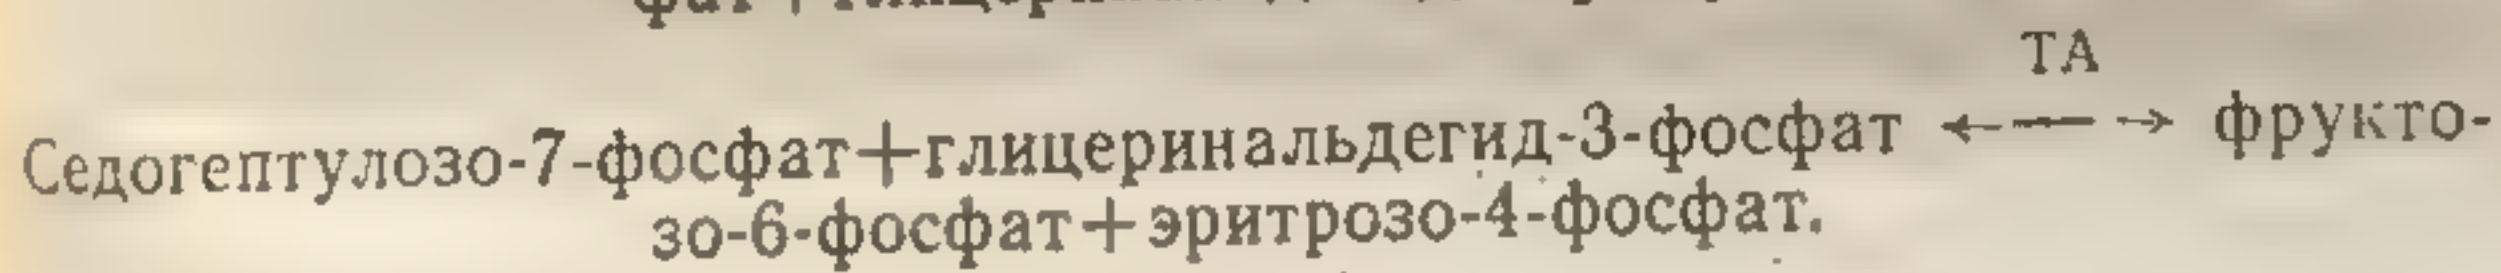 ТА
Седогептулозо-7-фосфат+глицеринальдегид-3-фосфат ←—→ фрукто-
зо-6-фосфат+эритрозо-4-фосфат.